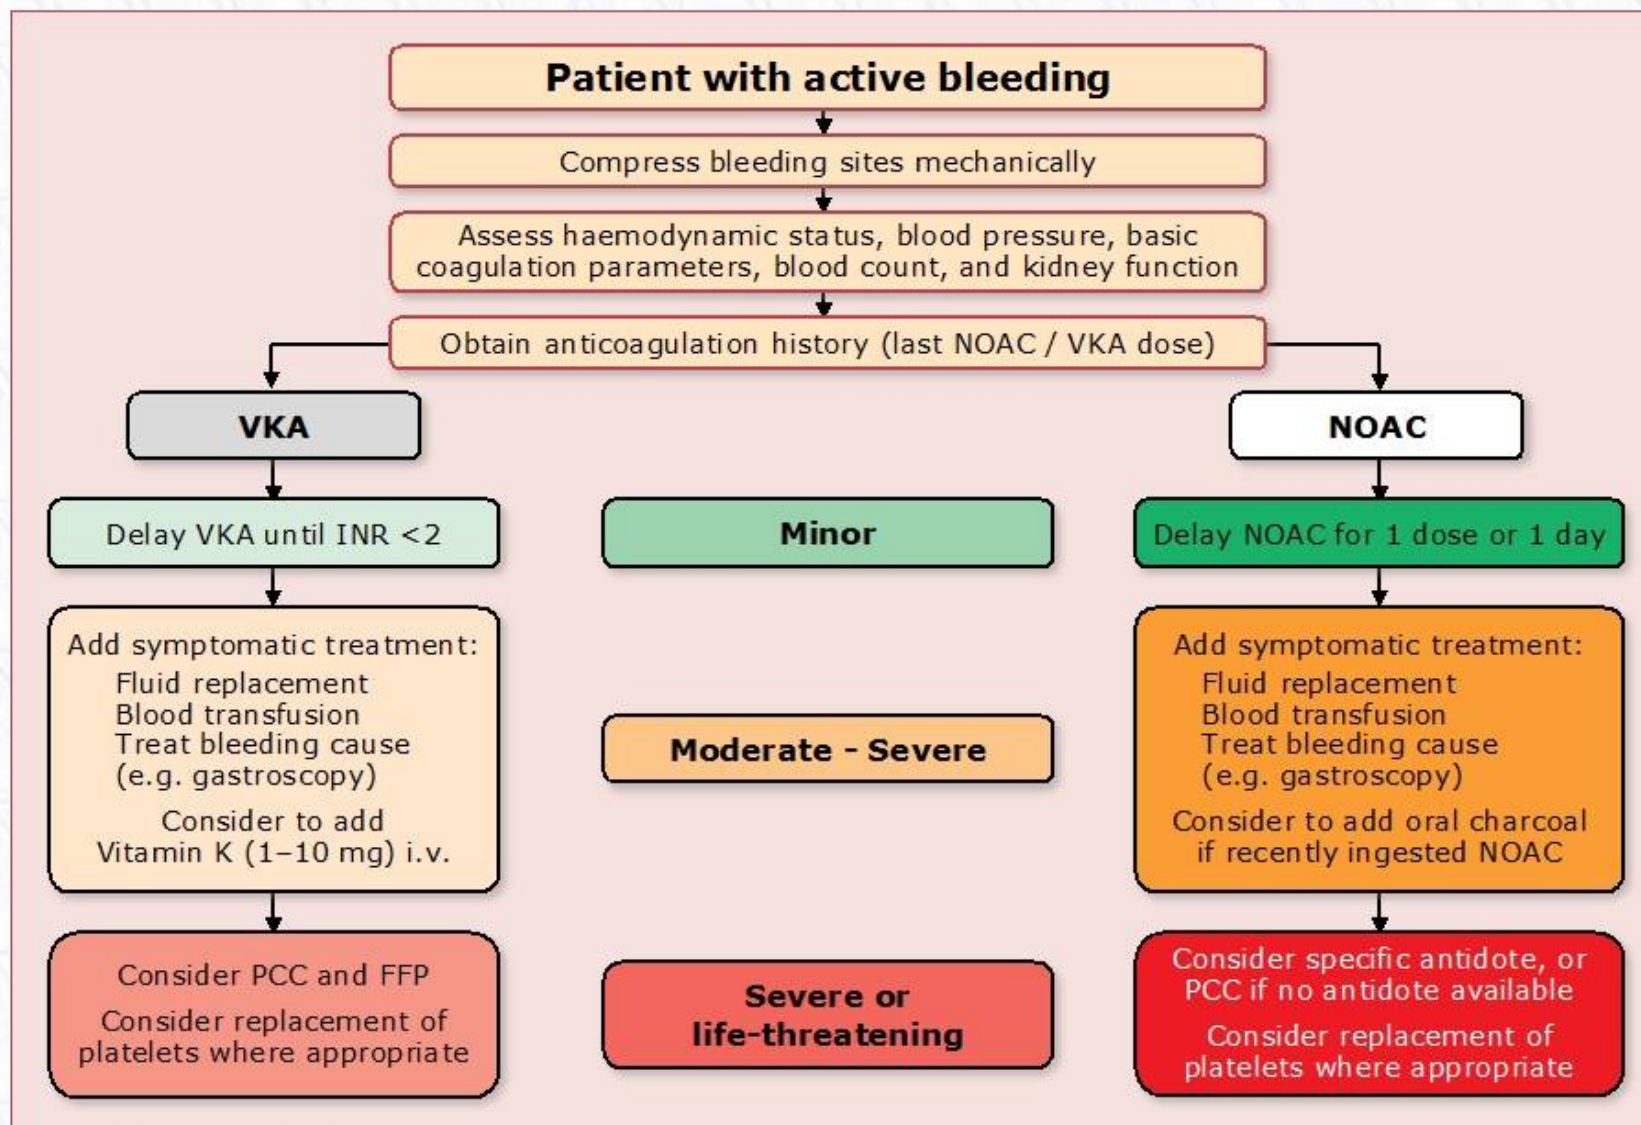 Patient with active bleeding
Compress bleeding sites mechanically
Assess haemodynamic status, blood pressure, basic
coagulation parameters, blood count, and kidney function
Obtain anticoagulation history (last NOAC / VKA dose)
VKA
NOAC
Delay VKA until INR <2
Minor
Delay NOAC for 1 dose or 1 day
Add symptomatic treatment:
Fluid replacement
Blood transfusion
Treat bleeding cause
(e.g. gastroscopy)
Consider to add
Vitamin K (1–10 mg) i.v.
Moderate - Severe
Add symptomatic treatment:
Fluid replacement
Blood transfusion
Treat bleeding cause
(e.g. gastroscopy)
Consider to add oral charcoal
if recently ingested NOAC
Consider PCC and FFP
Consider replacement of
platelets where appropriate
Severe or
life-threatening
Consider specific antidote, or
PCC if no antidote available
Consider replacement of
platelets where appropriate